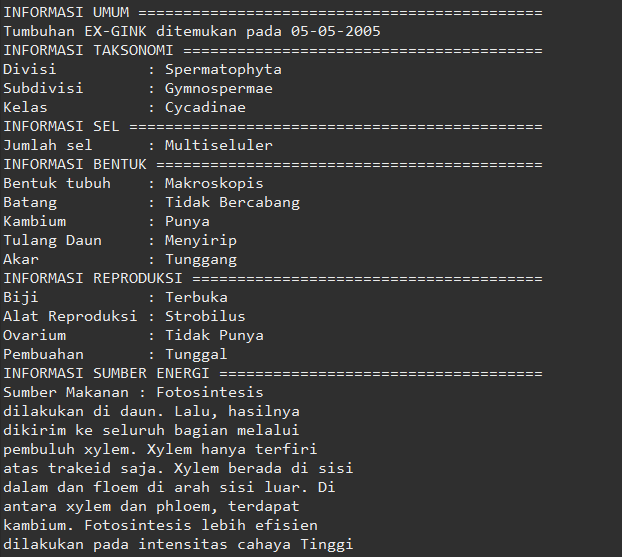 INFORMASI UMUM =============================================
Tumbuhan EX-GINK ditemukan pada 05-05-2005
INFORMASI TAKSONOMI ========================================
Divisi          : Spermatophyta
Subdivisi       : Gymnospermae
Kelas           : Cycadinae
INFORMASI SEL ==============================================
Jumlah sel      : Multiseluler
INFORMASI BENTUK ===========================================
Bentuk tubuh    : Makroskopis
Batang          : Tidak Bercabang
Kambium         : Punya
Tulang Daun     : Menyirip
Akar            : Tunggang
INFORMASI REPRODUKSI =======================================
Biji            : Terbuka
Alat Reproduksi : Strobilus
Ovarium         : Tidak Punya
Pembuahan       : Tunggal
INFORMASI SUMBER ENERGI ====================================
Sumber Makanan : Fotosintesis
dilakukan di daun. Lalu, hasilnya
dikirim ke seluruh bagian melalui
pembuluh xylem. Xylem hanya terfiri
atas trakeid saja. Xylem berada di sisi
dalam dan floem di arah sisi luar. Di
antara xylem dan phloem, terdapat
kambium. Fotosintesis lebih efisien
dilakukan pada intensitas cahaya Tinggi